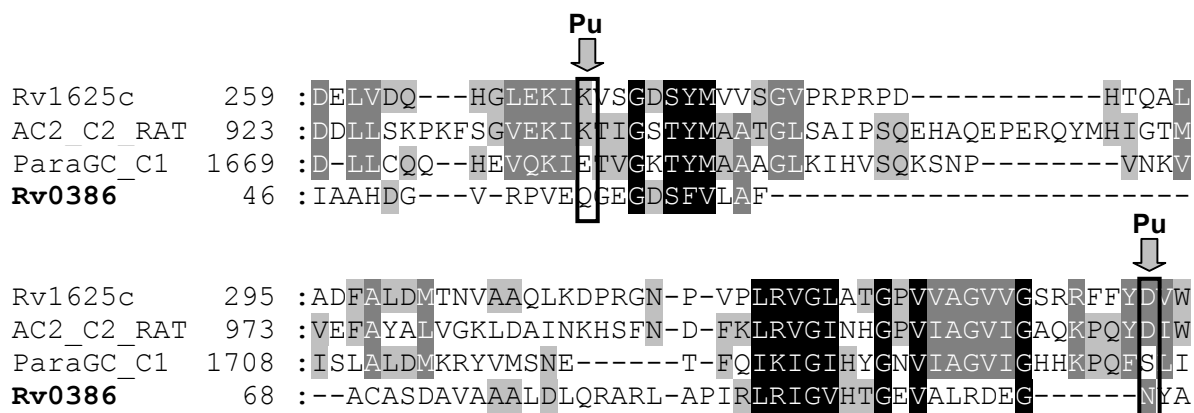 Pu
Rv1625c 259 :DELVDQ---HGLEKIKVSGDSYMVVSGVPRPRPD-----------HTQAL
AC2_C2_RAT 923 :DDLLSKPKFSGVEKIKTIGSTYMAATGLSAIPSQEHAQEPERQYMHIGTM
ParaGC_C1 1669 :D-LLCQQ--HEVQKIETVGKTYMAAAGLKIHVSQKSNP--------VNKV
Rv0386 46 :IAAHDG---V-RPVEQGEGDSFVLAF------------------------
Pu
Rv1625c 295 :ADFALDMTNVAAQLKDPRGN-P-VPLRVGLATGPVVAGVVGSRRFFYDVW
AC2_C2_RAT 973 :VEFAYALVGKLDAINKHSFN-D-FKLRVGINHGPVIAGVIGAQKPQYDIW
ParaGC_C1 1708 :ISLALDMKRYVMSNE------T-FQIKIGIHYGNVIAGVIGHHKPQFSLI
Rv0386 68 :--ACASDAVAAALDLQRARL-APIRLRIGVHTGEVALRDEG------NYA